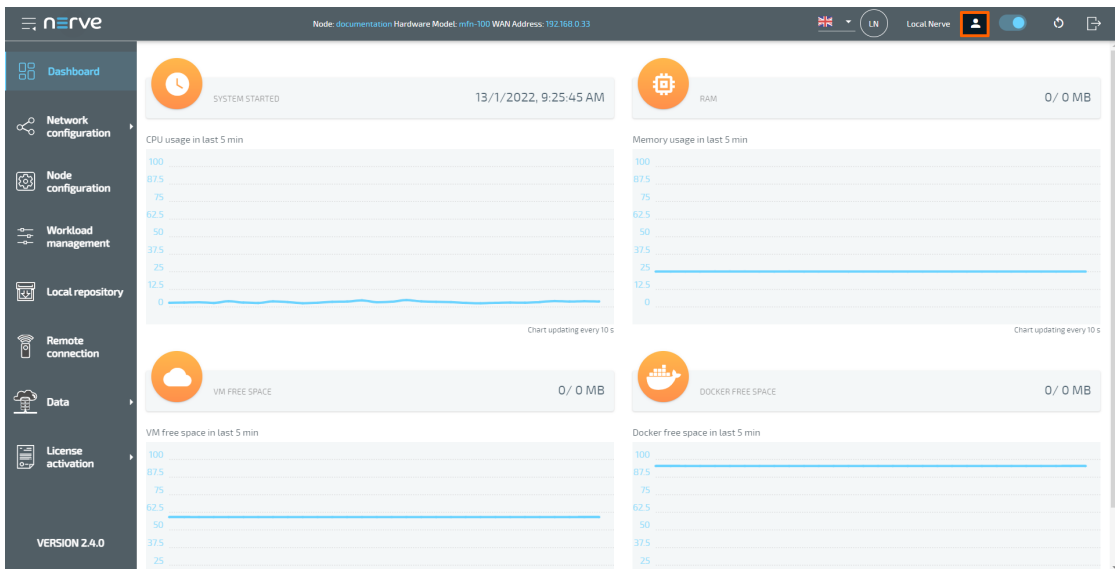 nerve
Node: documentation Hardware Model: mfn-100 WAN Address: 192.168.0.33
LN
Local Nerve
Dashboard
Network
configuration
Node
configuration
Workload
management
Local repository
Remote
connection
Data
License
activation
VERSION 2.4.0
SYSTEM STARTED
13/1/2022, 9:25:45 AM
CPU usage in last 5 min
100
87.5
75
62.5
50
37.5
25
12.5
0
Chart updating every 10 s
RAM
0/ 0 MB
Memory usage in last 5 min
100
87.5
75
62.5
50
37.5
25
12.5
0
Chart updating every 10 s
VM FREE SPACE
0/ 0 MB
VM free space in last 5 min
100
87.5
75
62.5
50
37.5
25
DOCKER FREE SPACE
0/ 0 MB
Docker free space in last 5 min
100
87.5
75
62.5
50
37.5
25